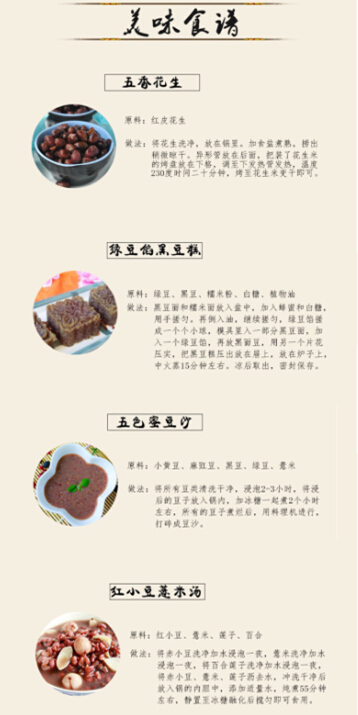 美味食谱
五香花生
原料：红皮花生
做法：将花生洗净，放在锅里。加食盐煮熟，捞出
稍微晾干、异形管放在后面，把装了花生米
的烤盘放在下格，调至下发热管发热，温度
230度时间二十分钟，烤至花生米变干即可。
绿豆馅黑豆糕
原料：绿豆、黑豆、糯米粉、白糖、植物油
做法：黑豆面和糯米面放入盆中，加入蜂蜜和白糖，
用手搓匀。再倒入油，继续搓匀，绿豆馅搓
成一个个小球，模具里入一部分黑豆面，加
入一个绿豆馅，再放黑面豆，用另一个片花
压实，把黑豆糕压出放在屉上，放在炉子上，
中火蒸15分钟左右。凉后取出，密封保存。
五色蜜豆沙
原料：小黄豆、麻豇豆、黑豆、绿豆、薏米
做法：将所有豆类清洗干净，浸泡2-3小时，将浸
后的豆子放入锅内，加冰糖一起煮2个小时
左右，所有的豆子煮烂后，用料理机进行，
打碎成豆沙。
红小豆薏米汤
原料：红小豆、薏米、莲子、百合
做法：将赤小豆洗净加水浸泡一夜，薏米洗净加水
浸泡一夜，将百合莲子洗净加水浸泡一夜，
将赤小豆、薏米、莲子沥去水，冲洗干净后
放入锅的内胆中，添加适量水，炖煮55分钟
左右，静置至冰糖融化后搅匀即可食用。